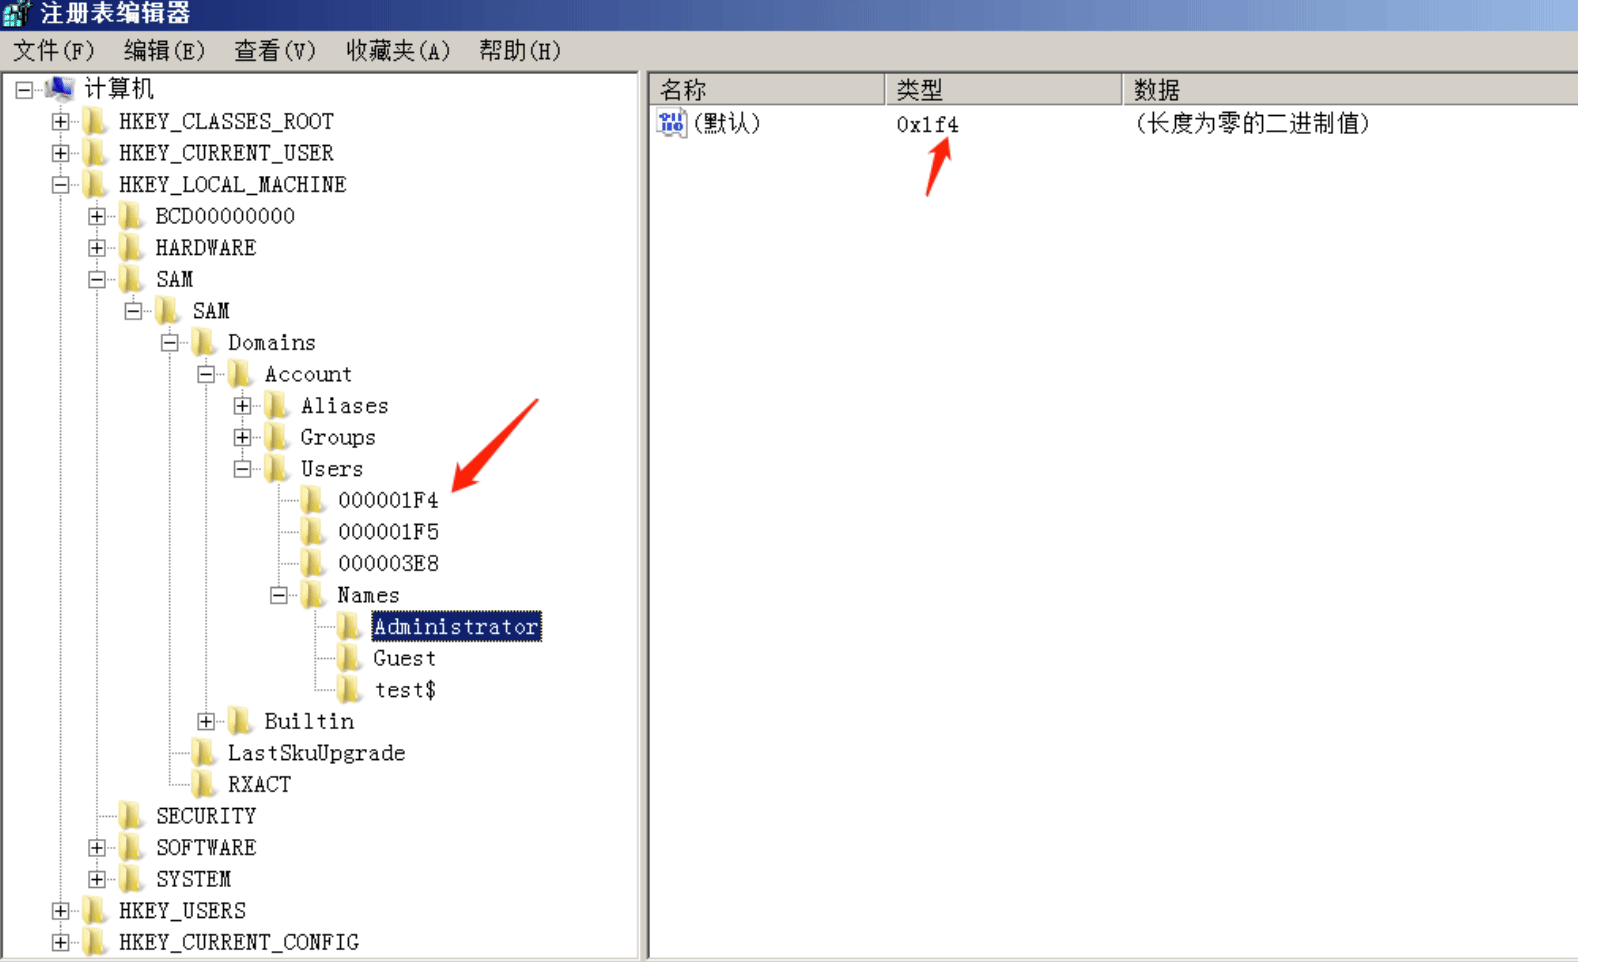 注册表编辑器
文件(F) 编辑(E) 查看(V) 收藏夹(A) 帮助(H)
计算机
HKEY_CLASSES_ROOT
HKEY_CURRENT_USER
HKEY_LOCAL_MACHINE
BCD00000000
HARDWARE
SAM
SAM
Domains
Account
Aliases
Groups
Users
000001F4
000001F5
000003E8
Names
Administrator
Guest
test$
Builtin
LastSkuUpgrade
RXACT
SECURITY
SOFTWARE
SYSTEM
HKEY_USERS
HKEY_CURRENT_CONFIG
名称 类型 数据
(默认) 0x1f4 (长度为零的二进制值)